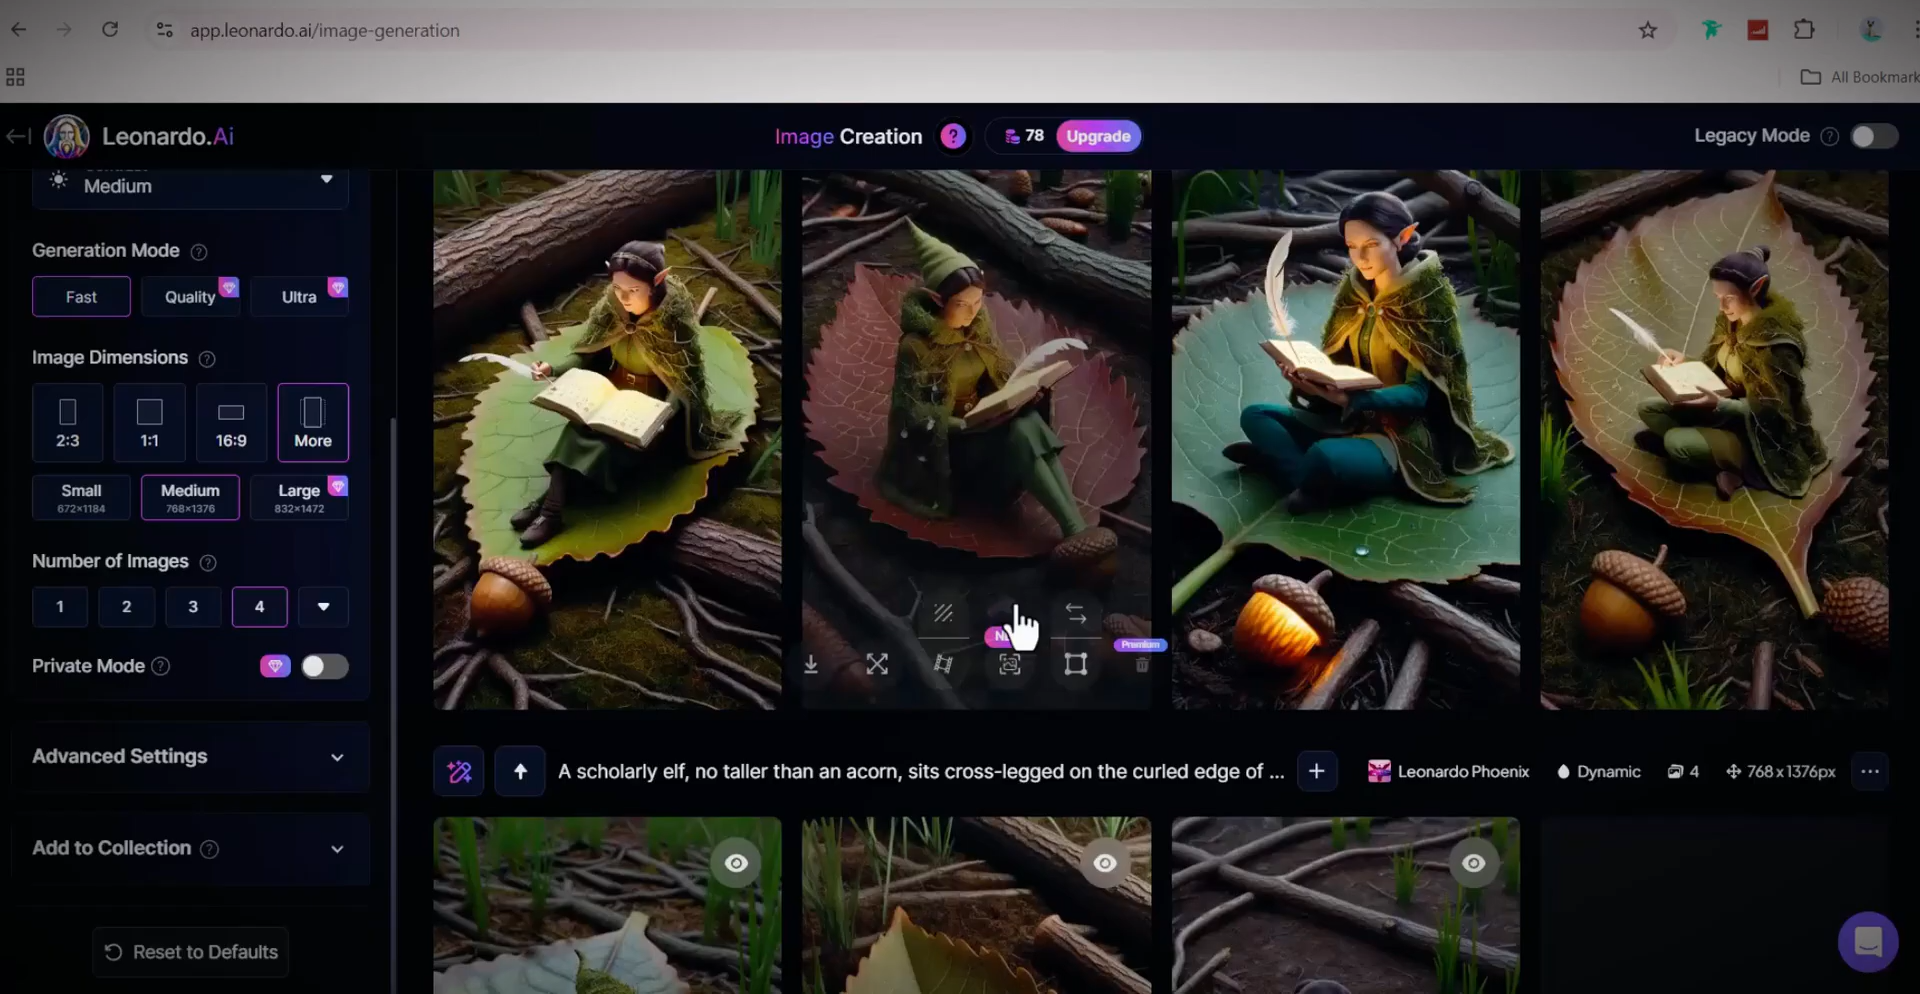 app.leonardo.ai/image-generation
All Bookmark
Leonardo.Ai
Image Creation
?
78
Upgrade
Legacy Mode ?
Medium
Generation Mode ?
Fast
Quality
Ultra
Image Dimensions ?
2:3
1:1
16:9
More
Small
672×1184
Medium
768×1376
Large
832×1472
Number of Images ?
1
2
3
4
Private Mode ?
Premium
Advanced Settings
A scholarly elf, no taller than an acorn, sits cross-legged on the curled edge of ...
Leonardo Phoenix
Dynamic
4
768 x 1376px
Add to Collection ?
Reset to Defaults